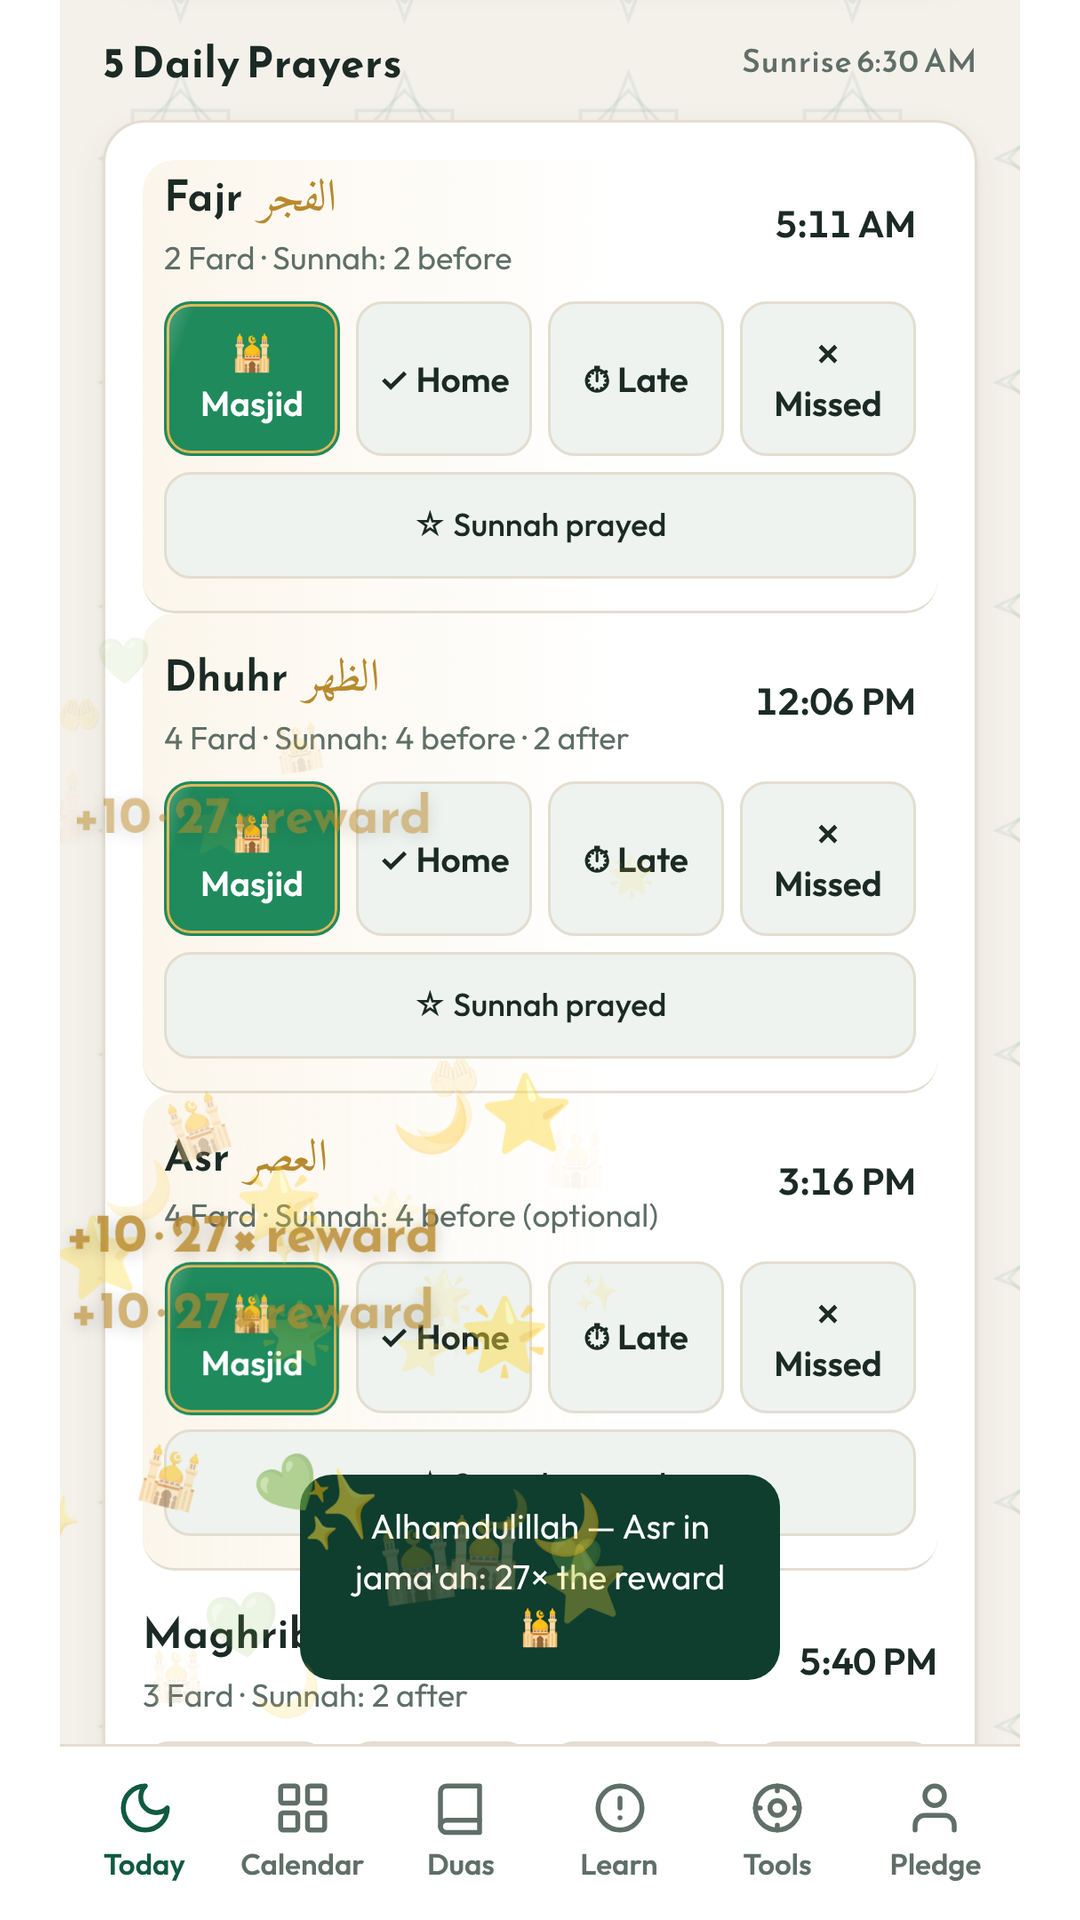 5 Daily Prayers
Sunrise 6:30 AM
Fajr الفجر
5:11 AM
2 Fard · Sunnah: 2 before
Masjid
✓ Home
⏱ Late
× Missed
☆ Sunnah prayed
Dhuhr الظهر
12:06 PM
4 Fard · Sunnah: 4 before · 2 after
+10 · 27 reward
Masjid
✓ Home
⏱ Late
× Missed
☆ Sunnah prayed
Asr العصر
3:16 PM
4 Fard · Sunnah: 4 before (optional)
+10 · 27× reward
+10 · 27 reward
Masjid
✓ Home
⏱ Late
× Missed
Alhamdulillah — Asr in
jama'ah: 27× the reward
Maghrib
5:40 PM
3 Fard · Sunnah: 2 after
Today
Calendar
Duas
Learn
Tools
Pledge